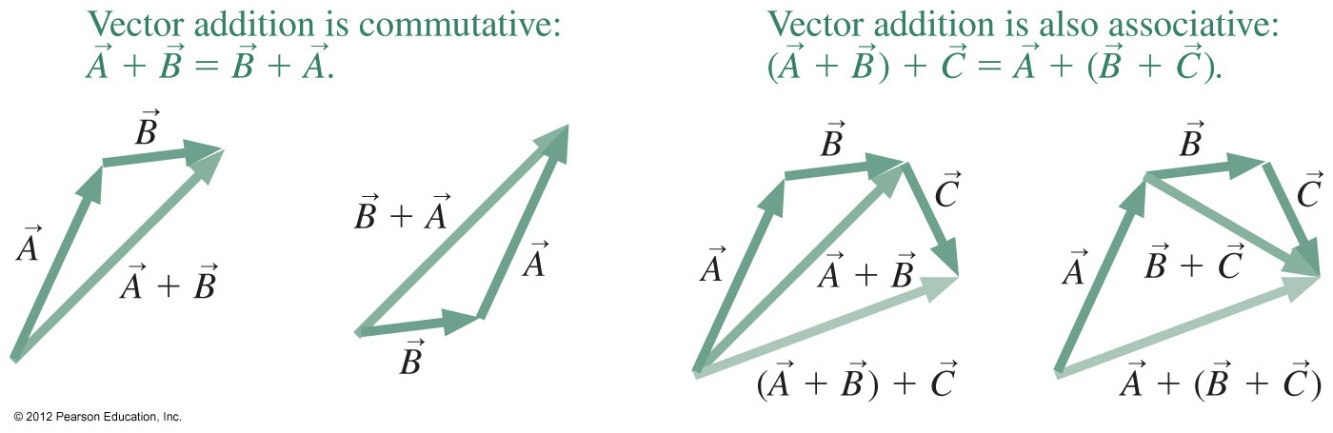 Vector addition is commutative:
A⃗ + B⃗ = B⃗ + A⃗.
B⃗
A⃗
A⃗ + B⃗
B⃗ + A⃗
A⃗
B⃗
Vector addition is also associative:
(A⃗ + B⃗) + C⃗ = A⃗ + (B⃗ + C⃗).
B⃗
C⃗
A⃗
A⃗ + B⃗
(A⃗ + B⃗) + C⃗
B⃗
C⃗
A⃗
B⃗ + C⃗
A⃗ + (B⃗ + C⃗)
© 2012 Pearson Education, Inc.